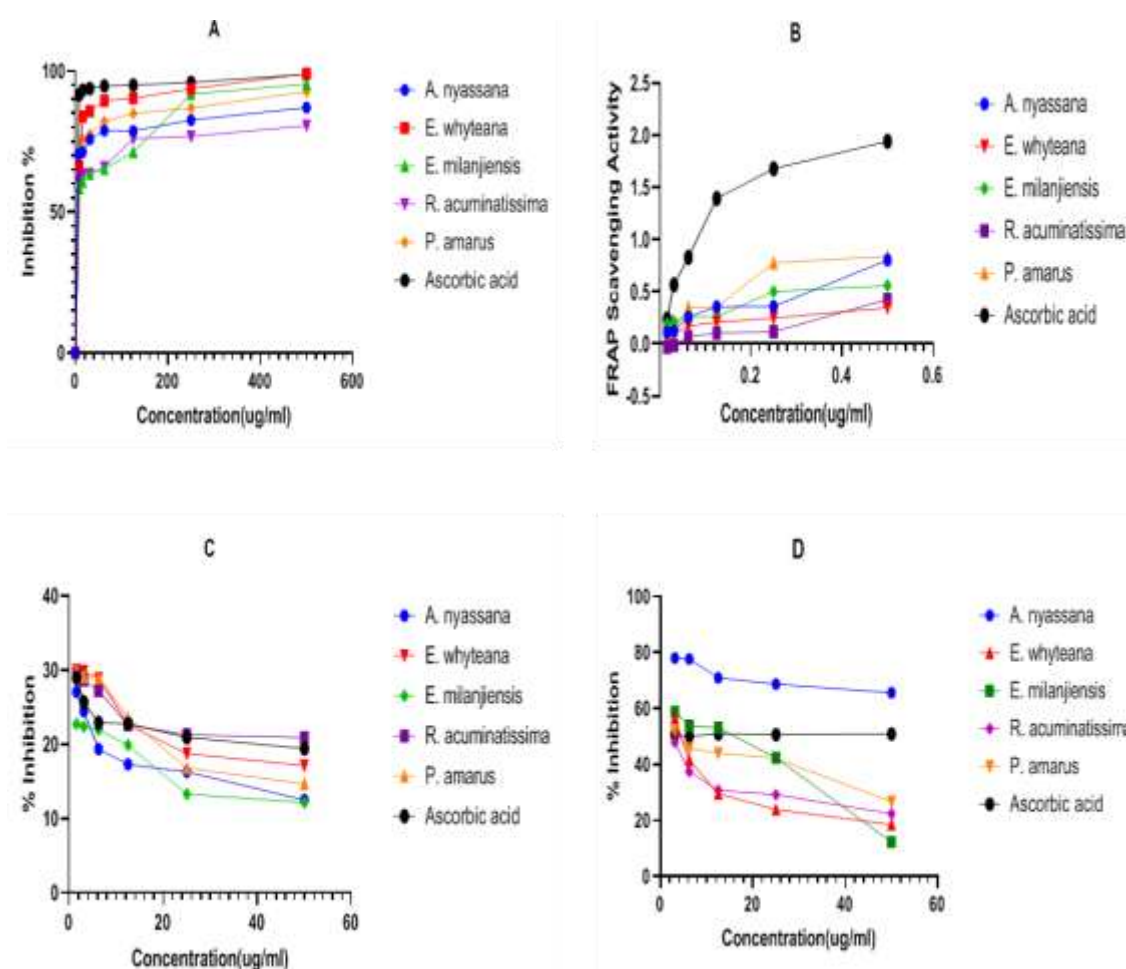 A
Inhibition %
100
50
0
0
200
400
600
Concentration(ug/ml)
A. nyassana
E. whyteana
E. milanjiensis
R. acuminatissima
P. amarus
Ascorbic acid
B
FRAP Scavenging Activity
2.5
2.0
1.5
1.0
0.5
0.0
-0.5
0.2
0.4
0.6
Concentration(ug/ml)
A. nyassana
E. whyteana
E. milanjiensis
R. acuminatissima
P. amarus
Ascorbic acid
C
% Inhibition
40
30
20
10
0
0
20
40
60
Concentration(ug/ml)
A. nyassana
E. whyteana
E. milanjiensis
R. acuminatissima
P. amarus
Ascorbic acid
D
% Inhibition
100
80
60
40
20
0
0
20
40
60
Concentration(ug/ml)
A. nyassana
E. whyteana
E. milanjiensis
R. acuminatissima
P. amarus
Ascorbic acid